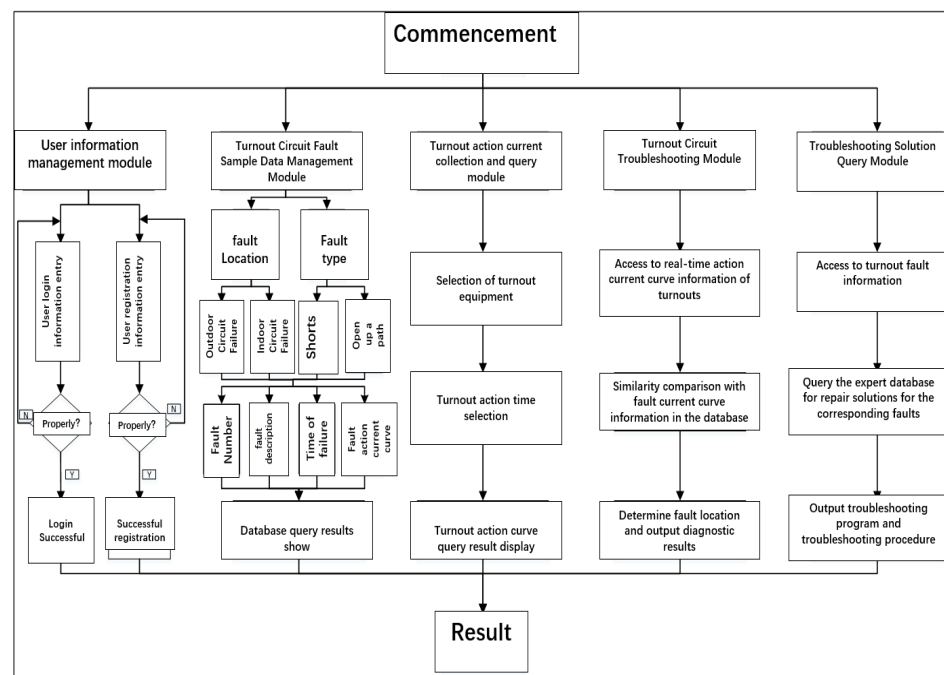 Commencement
User information
management module
Turnout Circuit Fault
Sample Data Management
Module
Turnout action current
collection and query
module
Turnout Circuit
Troubleshooting Module
Troubleshooting Solution
Query Module
User login
information entry
User registration
information entry
fault
Location
Fault
type
Selection of turnout
equipment
Access to real-time action
current curve information of
turnouts
Access to turnout fault
information
Outdoor
Circuit
Failure
Indoor
Circuit
Failure
Shorts
Open
up a
path
N
Properly?
N
Properly?
Turnout action time
selection
Similarity comparison with
fault current curve
information in the database
Query the expert database
for repair solutions for the
corresponding faults
Fault
Number
fault
description
Time of
failure
Fault
action
current
curve
Y
Y
Login
Successful
Successful
registration
Database query results
show
Turnout action curve
query result display
Determine fault location
and output diagnostic
results
Output troubleshooting
program and
troubleshooting procedure
Result